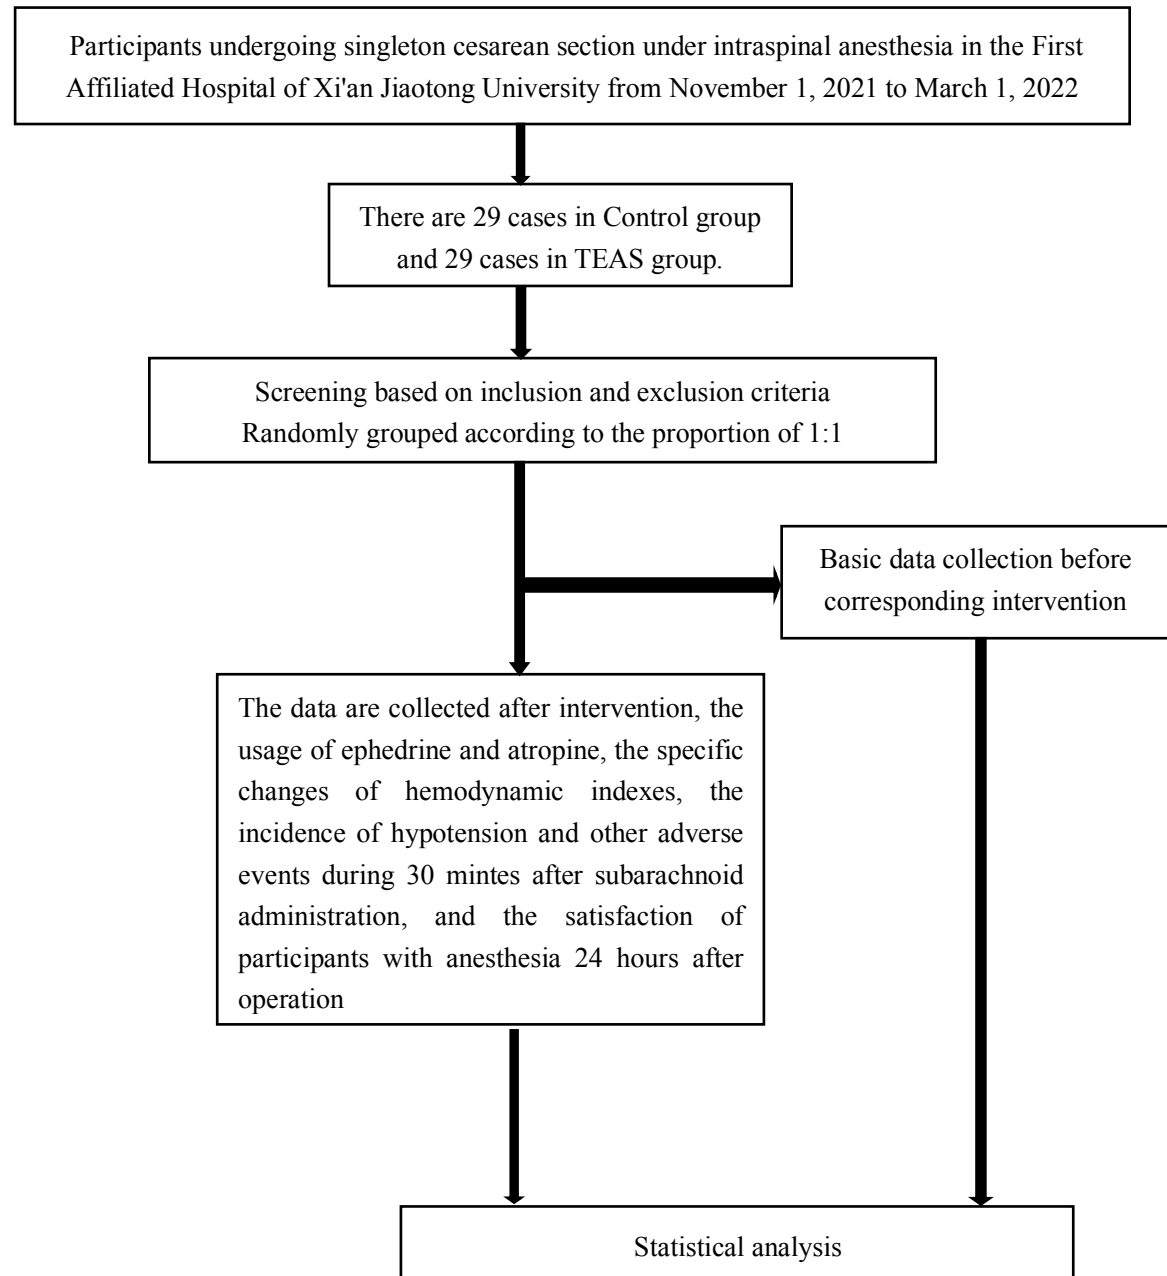 Participants undergoing singleton cesarean section under intraspinal anesthesia in the First
Affiliated Hospital of Xi'an Jiaotong University from November 1, 2021 to March 1, 2022
There are 29 cases in Control group
and 29 cases in TEAS group.
Screening based on inclusion and exclusion criteria
Randomly grouped according to the proportion of 1:1
Basic data collection before
corresponding intervention
The data are collected after intervention, the
usage of ephedrine and atropine, the specific
changes of hemodynamic indexes, the
incidence of hypotension and other adverse
events during 30 mintes after subarachnoid
administration, and the satisfaction of
participants with anesthesia 24 hours after
operation
Statistical analysis